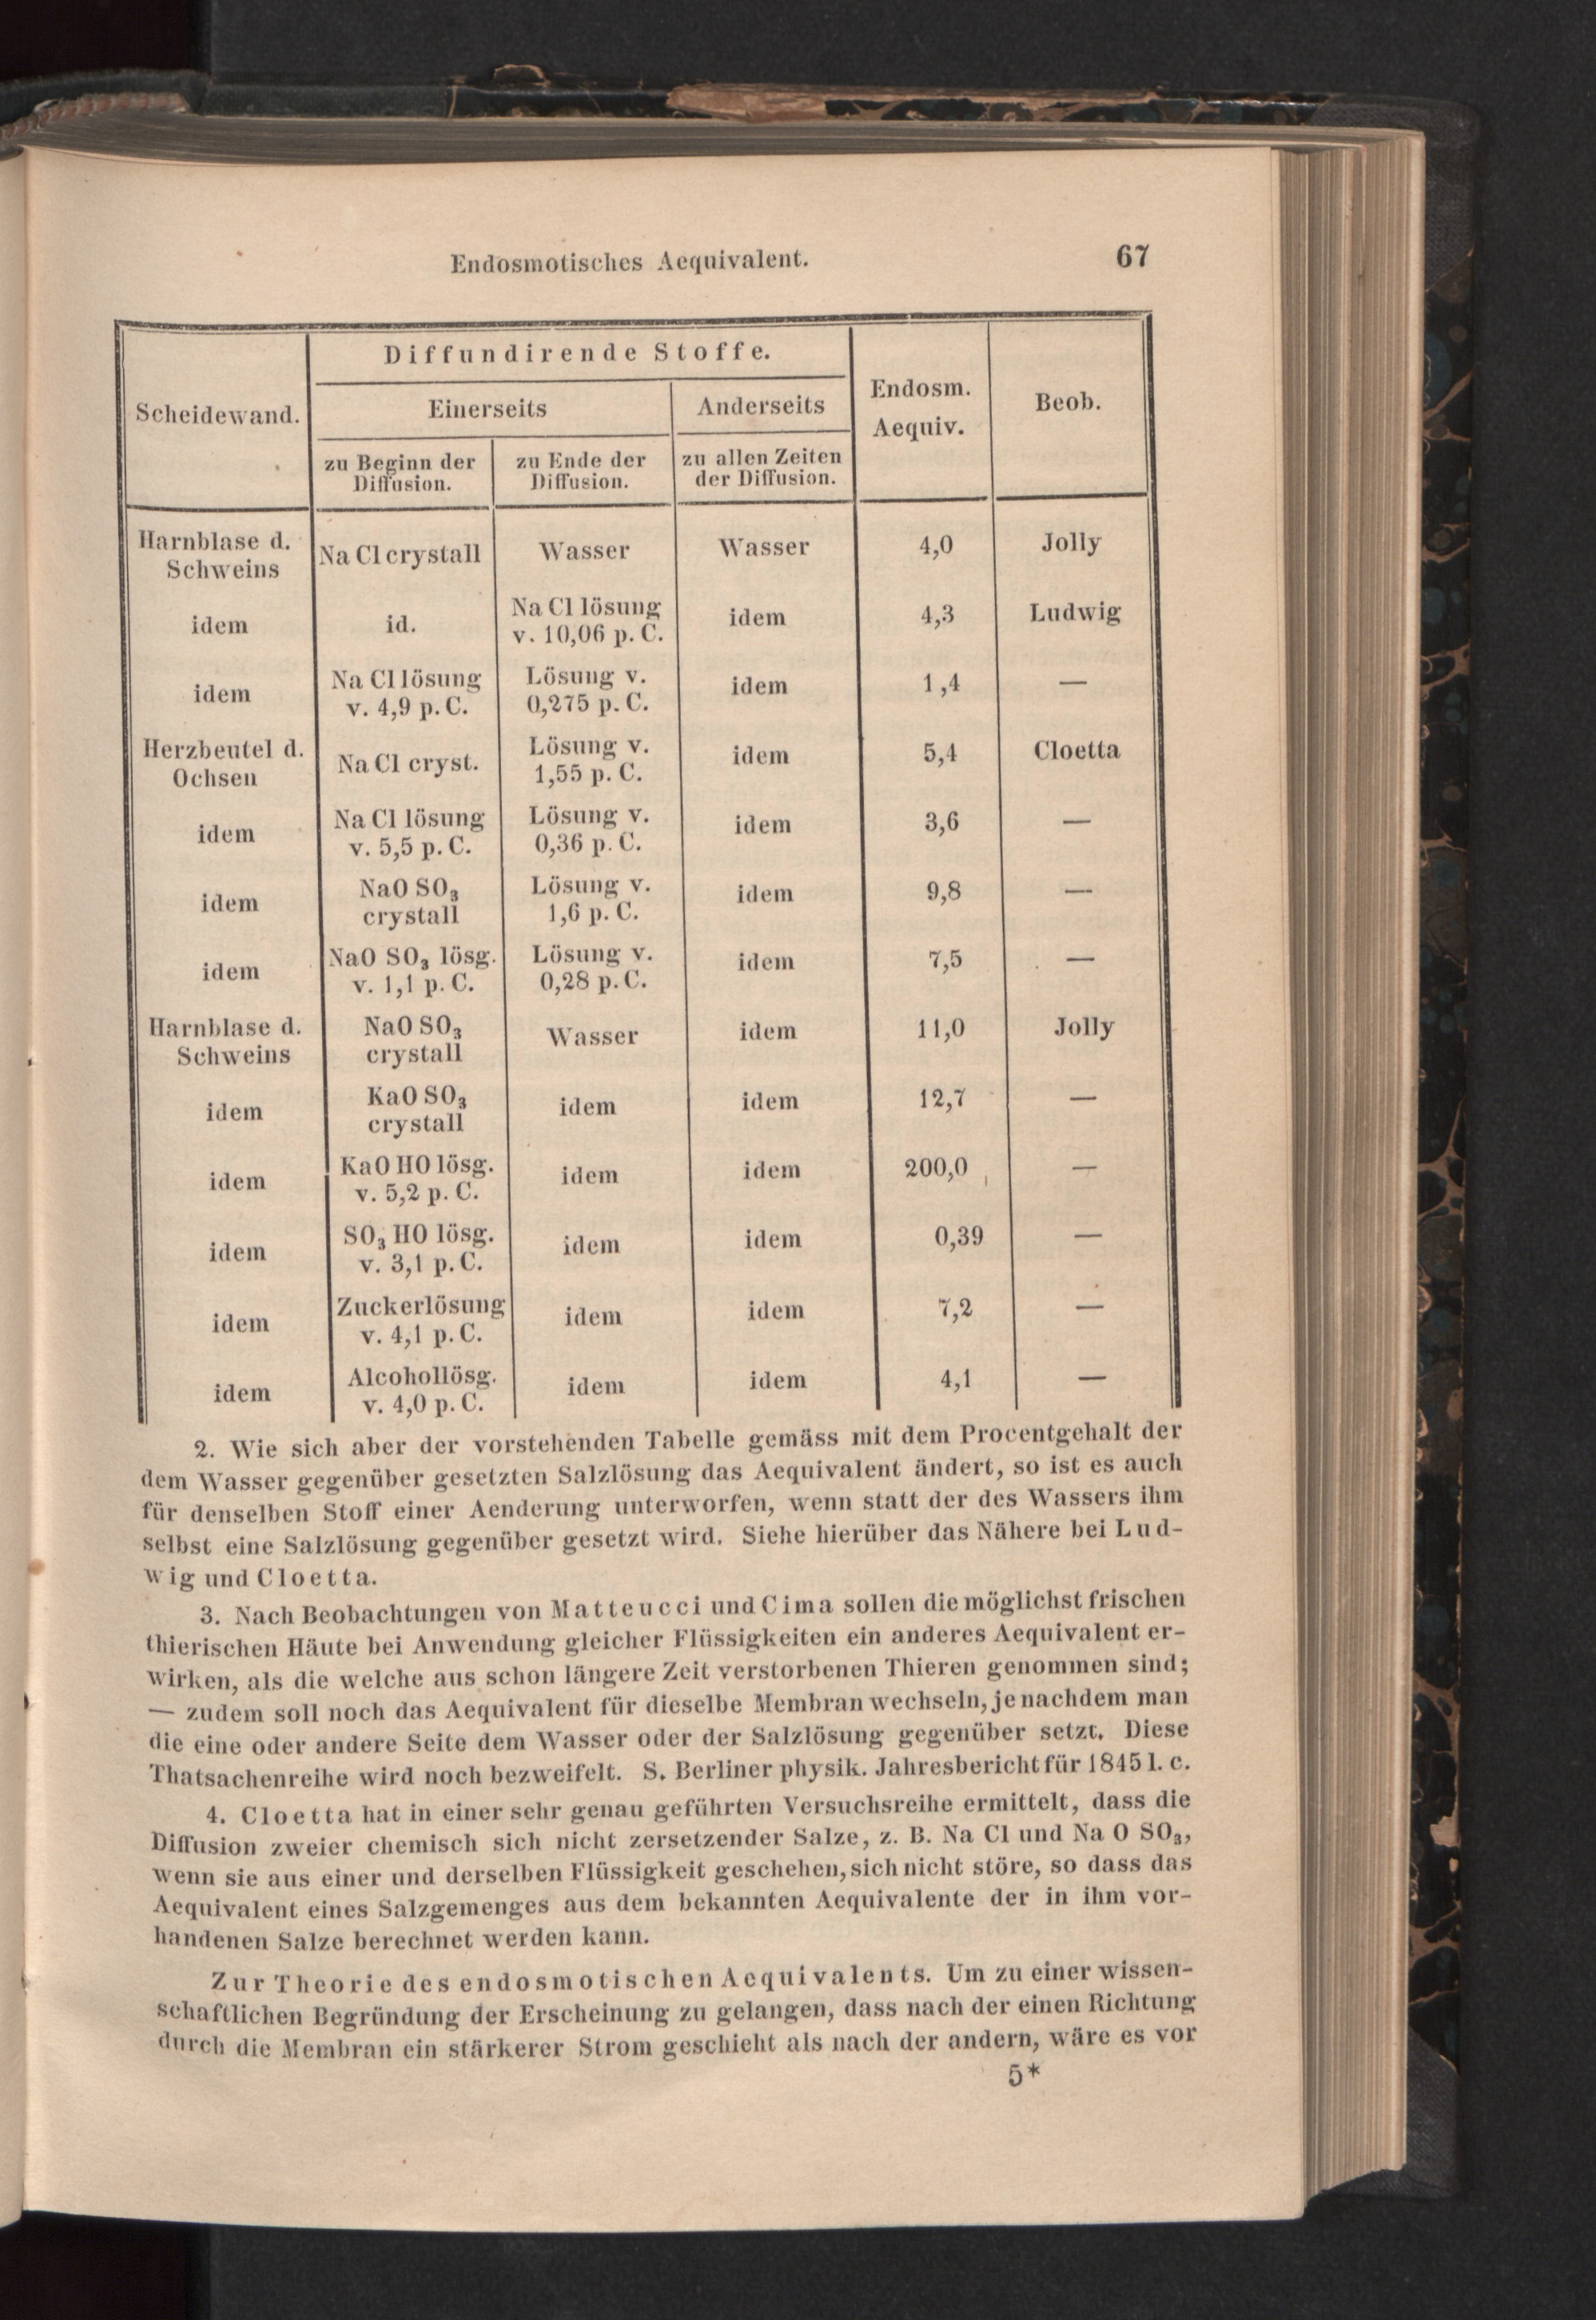 Endosmotisches Aequivalent. 67
Scheidewand. Diffundirende Stoffe. Endosm. Aequiv. Beob.
Einerseits Anderseits
zu Beginn der Diffusion. zu Ende der Diffusion. zu allen Zeiten der Diffusion.
Harnblase d. Schweins Na Cl crystall Wasser Wasser 4,0 Jolly
idem id. Na Cl lösung v. 10,06 p. C. idem 4,3 Ludwig
idem Na Cl lösung v. 4,9 p. C. Lösung v. 0,275 p. C. idem 1,4 —
Herzbeutel d. Ochsen Na Cl cryst. Lösung v. 1,55 p. C. idem 5,4 Cloetta
idem Na Cl lösung v. 5,5 p. C. Lösung v. 0,36 p. C. idem 3,6 —
idem NaO SO₃ crystall Lösung v. 1,6 p. C. idem 9,8 —
idem NaO SO₃ lösg. v. 1,1 p. C. Lösung v. 0,28 p. C. idem 7,5 —
Harnblase d. Schweins NaO SO₃ crystall Wasser idem 11,0 Jolly
idem KaO SO₃ crystall idem idem 12,7 —
idem KaO HO lösg. v. 5,2 p. C. idem idem 200,0 —
idem SO₃ HO lösg. v. 3,1 p. C. idem idem 0,39 —
idem Zuckerlösung v. 4,1 p. C. idem idem 7,2 —
idem Alcohollösg. v. 4,0 p. C. idem idem 4,1 —
2. Wie sich aber der vorstehenden Tabelle gemäss mit dem Procentgehalt der
dem Wasser gegenüber gesetzten Salzlösung das Aequivalent ändert, so ist es auch
für denselben Stoff einer Aenderung unterworfen, wenn statt der des Wassers ihm
selbst eine Salzlösung gegenüber gesetzt wird. Siehe hierüber das Nähere bei Lud-
wig und Cloetta.
3. Nach Beobachtungen von Matteucci und Cima sollen die möglichst frischen
thierischen Häute bei Anwendung gleicher Flüssigkeiten ein anderes Aequivalent er-
wirken, als die welche aus schon längere Zeit verstorbenen Thieren genommen sind;
— zudem soll noch das Aequivalent für dieselbe Membran wechseln, je nachdem man
die eine oder andere Seite dem Wasser oder der Salzlösung gegenüber setzt. Diese
Thatsachenreihe wird noch bezweifelt. S. Berliner physik. Jahresbericht für 1845 l. c.
4. Cloetta hat in einer sehr genau geführten Versuchsreihe ermittelt, dass die
Diffusion zweier chemisch sich nicht zersetzender Salze, z. B. Na Cl und Na O SO₃,
wenn sie aus einer und derselben Flüssigkeit geschehen, sich nicht störe, so dass das
Aequivalent eines Salzgemenges aus dem bekannten Aequivalente der in ihm vor-
handenen Salze berechnet werden kann.
Zur Theorie des endosmotischen Aequivalents. Um zu einer wissen-
schaftlichen Begründung der Erscheinung zu gelangen, dass nach der einen Richtung
durch die Membran ein stärkerer Strom geschieht als nach der andern, wäre es vor
5*